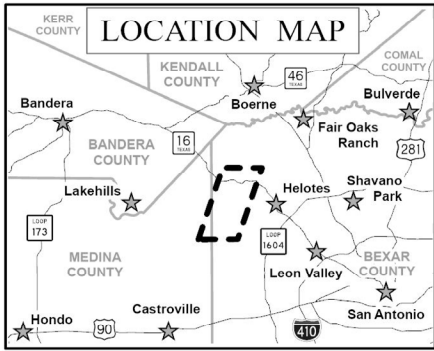 LOCATION MAP
KERR
COUNTY
KENDALL
COUNTY
46
TEXAS
COMAL
COUNTY
Boerne
Bulverde
Bandera
16
TEXAS
Fair Oaks
Ranch
281
BANDERA
COUNTY
Lakehills
Helotes
Shavano
Park
LOOP
173
LOOP
1604
MEDINA
COUNTY
Leon Valley
BEXAR
COUNTY
San Antonio
Hondo
90
Castroville
410